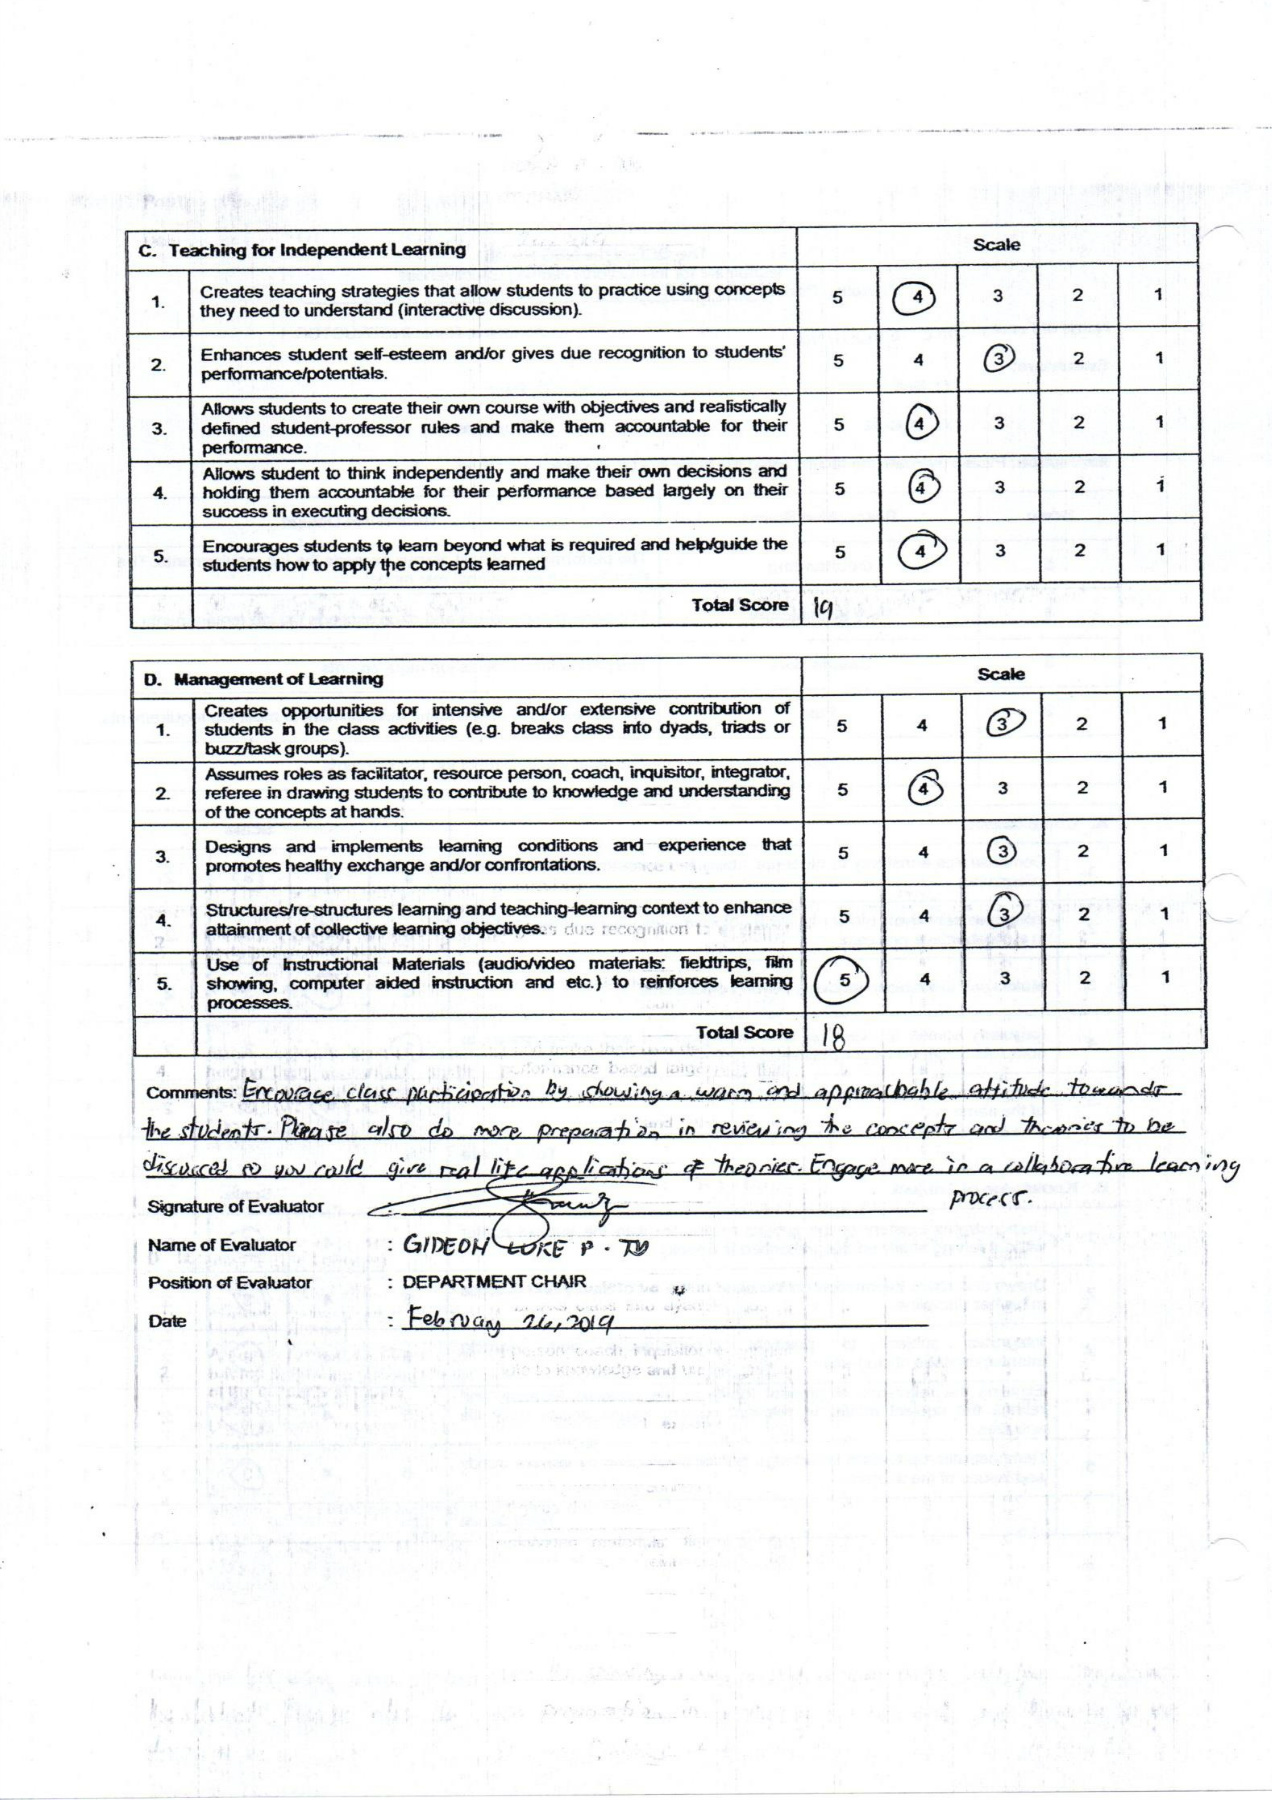 C. Teaching for Independent Learning Scale
1. Creates teaching strategies that allow students to practice using concepts 5 4 3 2 1
they need to understand (interactive discussion).
2. Enhances student self-esteem and/or gives due recognition to students' 5 4 3 2 1
performance/potentials.
3. Allows students to create their own course with objectives and realistically 5 4 3 2 1
defined student-professor rules and make them accountable for their
performance.
4. Allows student to think independently and make their own decisions and 5 4 3 2 1
holding them accountable for their performance based largely on their
success in executing decisions.
5. Encourages students to learn beyond what is required and help/guide the 5 4 3 2 1
students how to apply the concepts learned
Total Score 19
D. Management of Learning Scale
1. Creates opportunities for intensive and/or extensive contribution of 5 4 3 2 1
students in the class activities (e.g. breaks class into dyads, triads or
buzz/task groups).
2. Assumes roles as facilitator, resource person, coach, inquisitor, integrator, 5 4 3 2 1
referee in drawing students to contribute to knowledge and understanding
of the concepts at hands.
3. Designs and implements learning conditions and experience that 5 4 3 2 1
promotes healthy exchange and/or confrontations.
4. Structures/re-structures learning and teaching-learning context to enhance 5 4 3 2 1
attainment of collective learning objectives.
5. Use of Instructional Materials (audio/video materials: fieldtrips, film 5 4 3 2 1
showing, computer aided instruction and etc.) to reinforces learning
processes.
Total Score 18
Comments: Encourage class participation by showing a warm and approachable attitude towards
the students. Please also do more preparation in reviewing the concepts and theories to be
discussed so you could give real life applications of theories. Engage more in a collaborative learning
process.
Signature of Evaluator :
Name of Evaluator : GIDEON LUKE P. TY
Position of Evaluator : DEPARTMENT CHAIR
Date : February 26, 2019